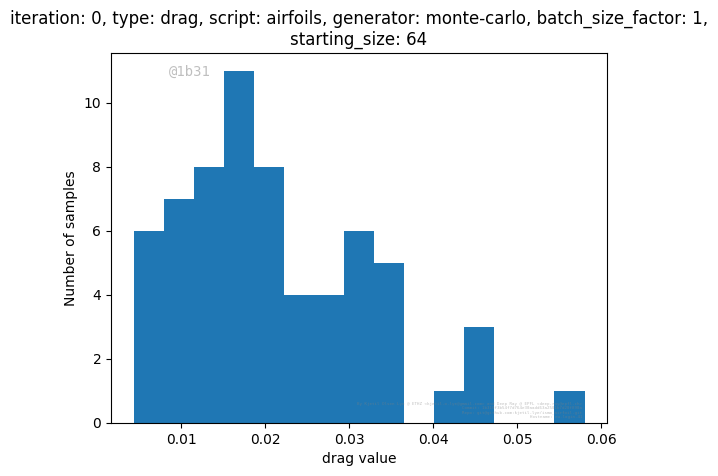 iteration: 0, type: drag, script: airfoils, generator: monte-carlo, batch_size_factor: 1,
starting_size: 64
@1b31
10
8
6
4
2
0
Number of samples
0.01 0.02 0.03 0.04 0.05 0.06
drag value